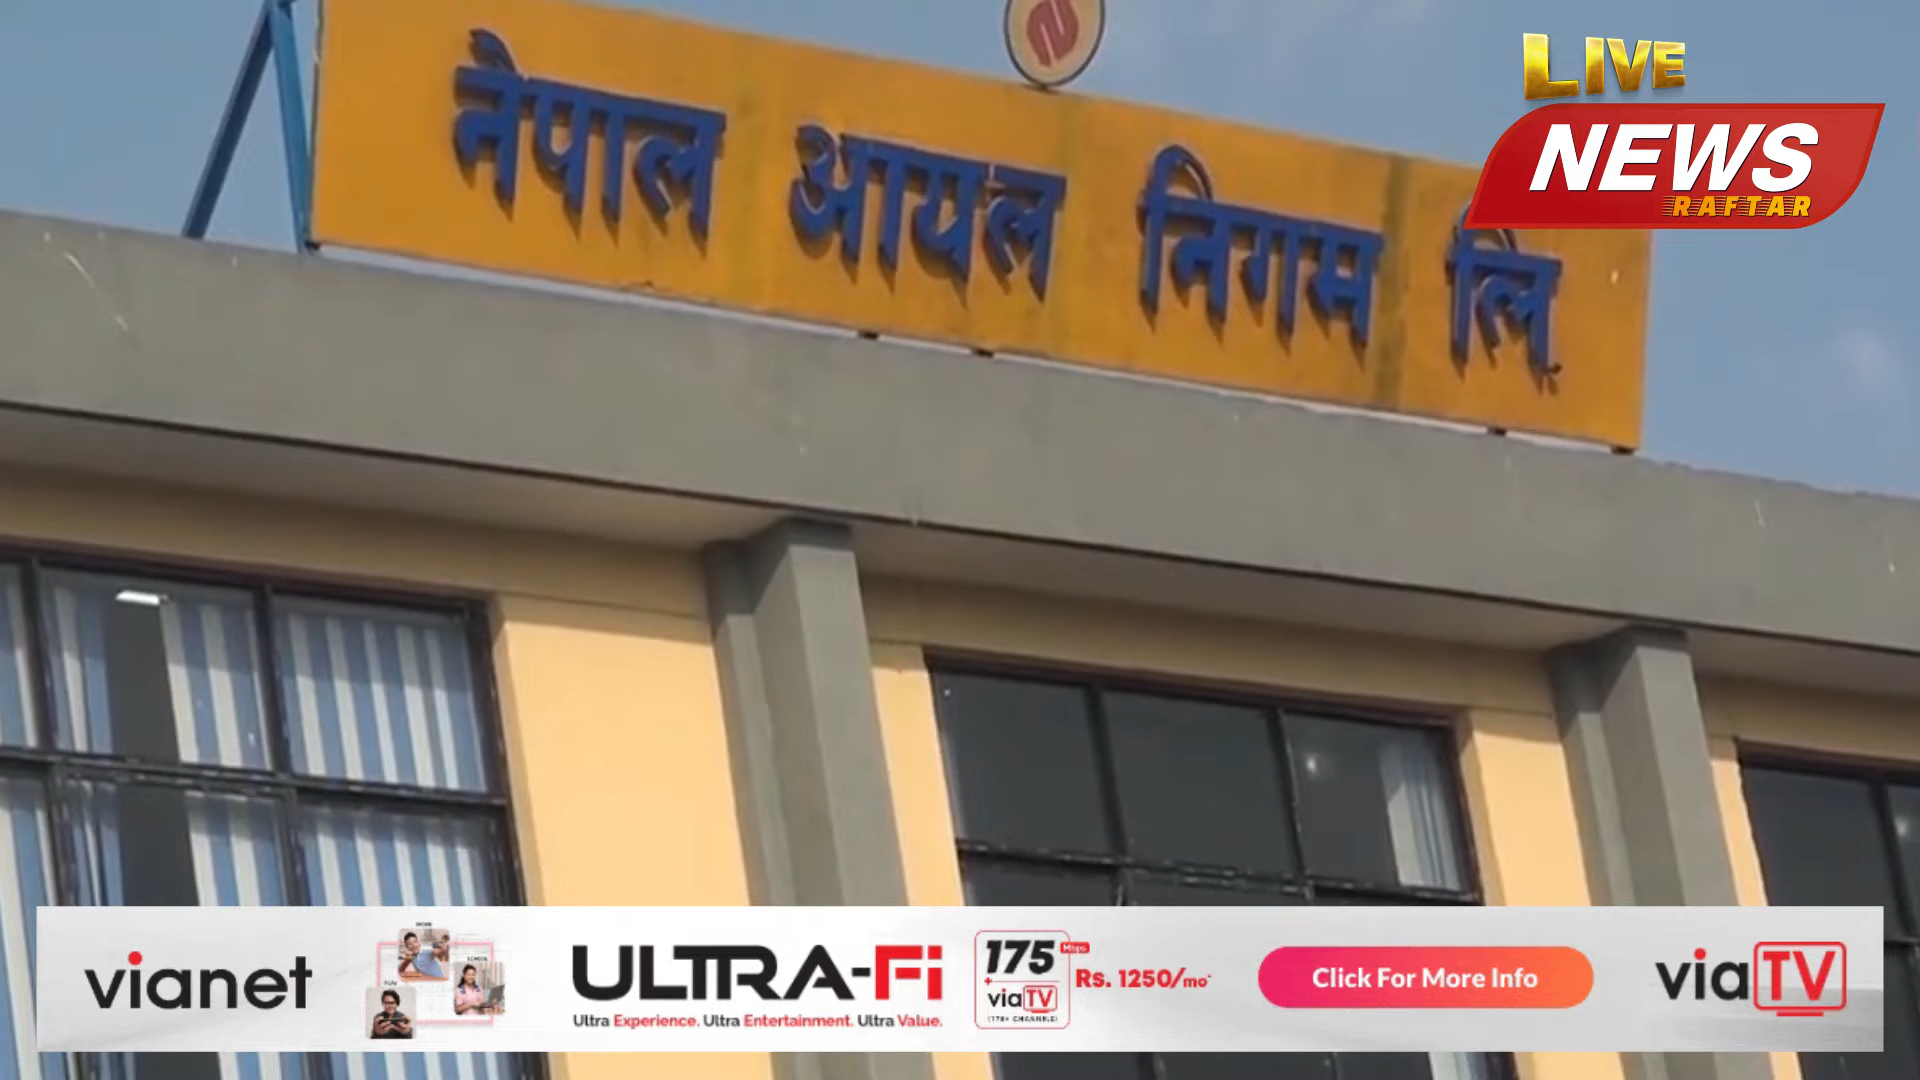 नेपाल आयल निगम लि.
LIVE
NEWS
RAFTAR
vianet
ULTRA-Fi
Ultra Experience. Ultra Entertainment. Ultra Value.
175 Mbps
+
viaTV
Rs. 1250/mo*
Click For More Info
viaTV